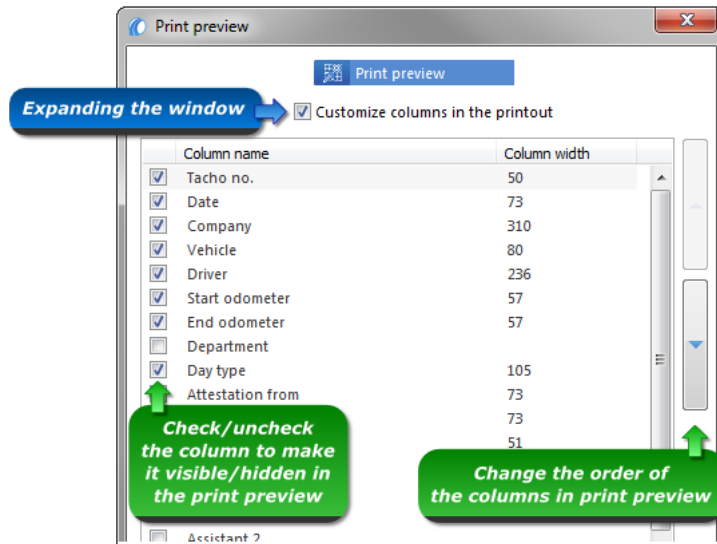 Print preview
Print preview
Expanding the window
Customize columns in the printout
Column name Column width
Tacho no. 50
Date 73
Company 310
Vehicle 80
Driver 236
Start odometer 57
End odometer 57
Department
Day type 105
Attestation from 73
73
51
Check/uncheck
the column to make
it visible/hidden in
the print preview
Change the order of
the columns in print preview
Assistant 2